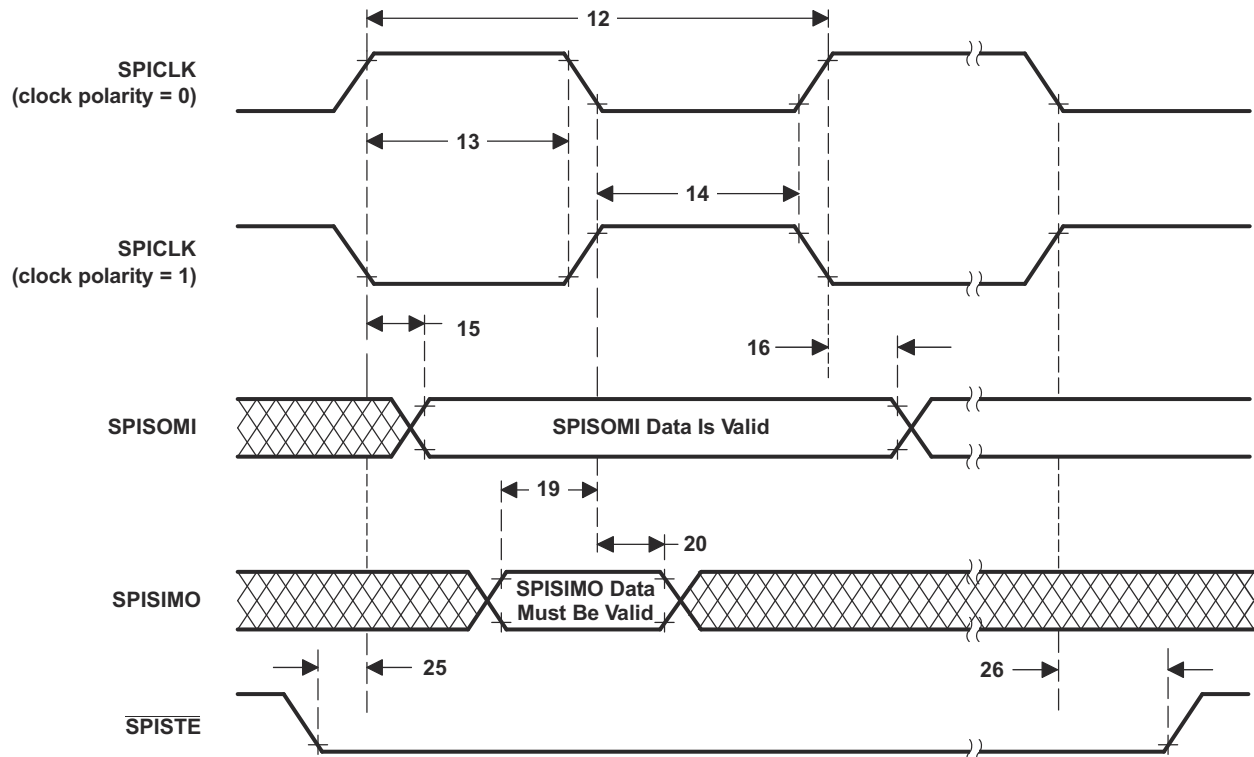 12
SPICLK
(clock polarity = 0)
13
14
SPICLK
(clock polarity = 1)
15
16
SPISOMI
SPISOMI Data Is Valid
19
20
SPISIMO
SPISIMO Data
Must Be Valid
25
26
SPISTE